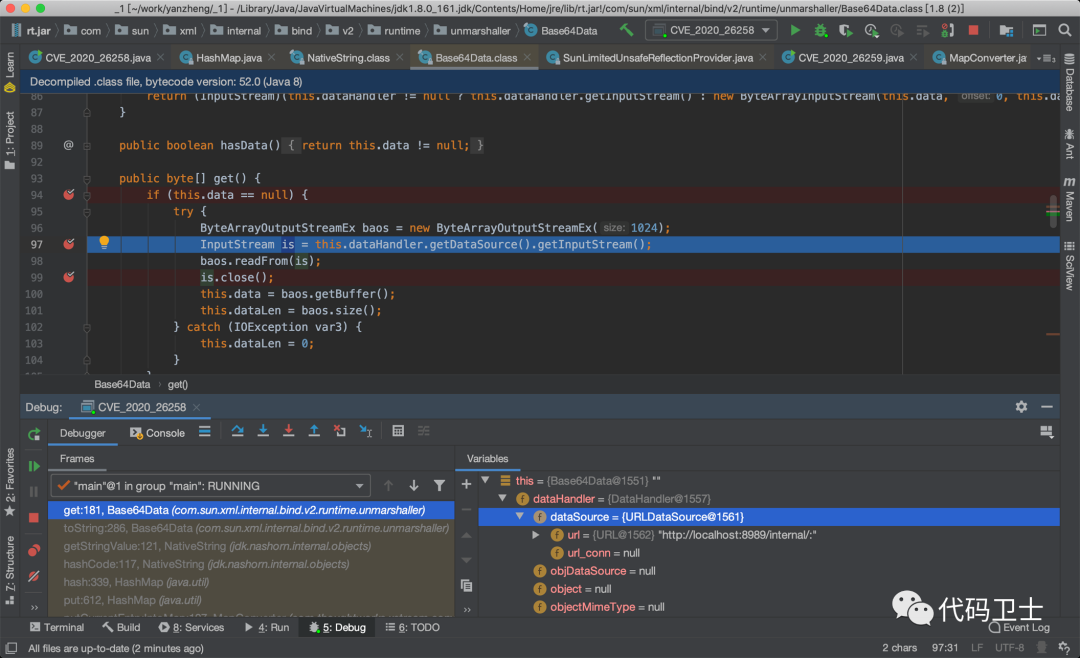 _1 [~/work/yanzheng/_1] - /Library/Java/JavaVirtualMachines/jdk1.8.0_161.jdk/Contents/Home/jre/lib/rt.jar!/com/sun/xml/internal/bind/v2/runtime/unmarshaller/Base64Data.class [1.8 (2)]
rt.jar com sun xml internal bind v2 runtime unmarshaller Base64Data CVE_2020_26258
CVE_2020_26258.java HashMap.java NativeString.class Base64Data.class SunLimitedUnsafeReflectionProvider.java CVE_2020_26259.java MapConverter.ja
Decompiled .class file, bytecode version: 52.0 (Java 8)
86 return (InputStream)(this.dataHandler != null ? this.dataHandler.getInputStream() : new ByteArrayInputStream(this.data, offset: 0, this.da
87 }
88
89 @ public boolean hasData() { return this.data != null; }
92
93 public byte[] get() {
94 if (this.data == null) {
95 try {
96 ByteArrayOutputStreamEx baos = new ByteArrayOutputStreamEx( size: 1024);
97 InputStream is = this.dataHandler.getDataSource().getInputStream();
98 baos.readFrom(is);
99 is.close();
100 this.data = baos.getBuffer();
101 this.dataLen = baos.size();
102 } catch (IOException var3) {
103 this.dataLen = 0;
104 }
Base64Data › get()
Learn
1: Project
2: Favorites
7: Structure
Database
Ant
Maven
SciView
Debug: CVE_2020_26258
Debugger Console
Frames
Variables
"main"@1 in group "main": RUNNING
get:181, Base64Data (com.sun.xml.internal.bind.v2.runtime.unmarshaller)
toString:286, Base64Data (com.sun.xml.internal.bind.v2.runtime.unmarshaller)
getStringValue:121, NativeString (jdk.nashorn.internal.objects)
hashCode:117, NativeString (jdk.nashorn.internal.objects)
hash:339, HashMap (java.util)
put:612, HashMap (java.util)
this = {Base64Data@1551} ""
dataHandler = {DataHandler@1557}
dataSource = {URLDataSource@1561}
url = {URL@1562} "http://localhost:8989/internal/:"
url_conn = null
objDataSource = null
object = null
objectMimeType = null
代码卫士
Terminal Build 8: Services 4: Run 5: Debug 6: TODO Event Log
All files are up-to-date (2 minutes ago) 2 chars 97:31 LF UTF-8